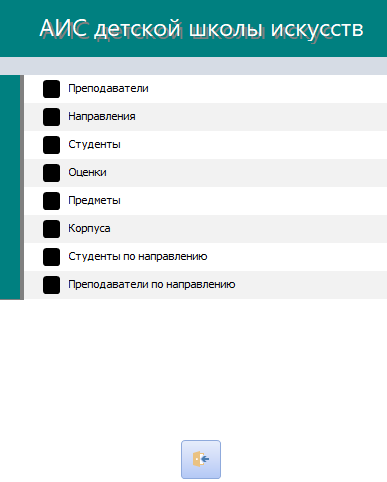 АИС детской школы искусств
Преподаватели
Направления
Студенты
Оценки
Предметы
Корпуса
Студенты по направлению
Преподаватели по направлению